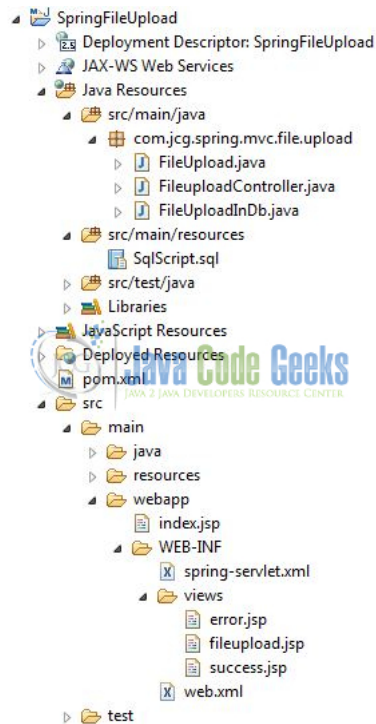 SpringFileUpload
Deployment Descriptor: SpringFileUpload
JAX-WS Web Services
Java Resources
src/main/java
com.jcg.spring.mvc.file.upload
FileUpload.java
FileuploadController.java
FileUploadInDb.java
src/main/resources
SqlScript.sql
src/test/java
Libraries
JavaScript Resources
Deployed Resources
pom.xml
Java Code Geeks
JAVA 2 JAVA DEVELOPERS RESOURCE CENTER
src
main
java
resources
webapp
index.jsp
WEB-INF
spring-servlet.xml
views
error.jsp
fileupload.jsp
success.jsp
web.xml
test